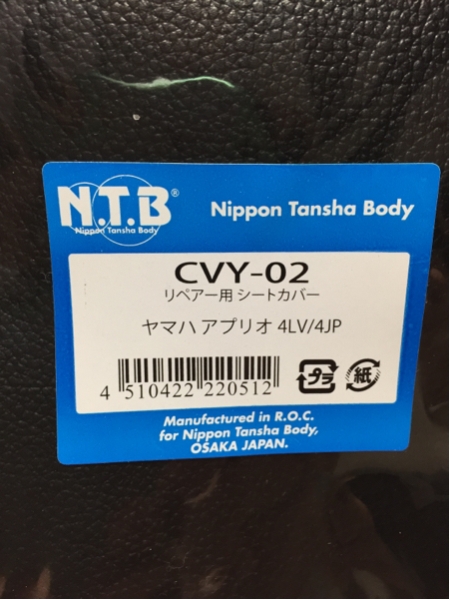 N.T.B®
Nippon Tansha Body
Nippon Tansha Body
CVY-02
リペアー用 シートカバー
ヤマハ アプリオ 4LV/4JP
4 510422 220512
プラ
紙
Manufactured in R.O.C.
for Nippon Tansha Body,
OSAKA JAPAN.